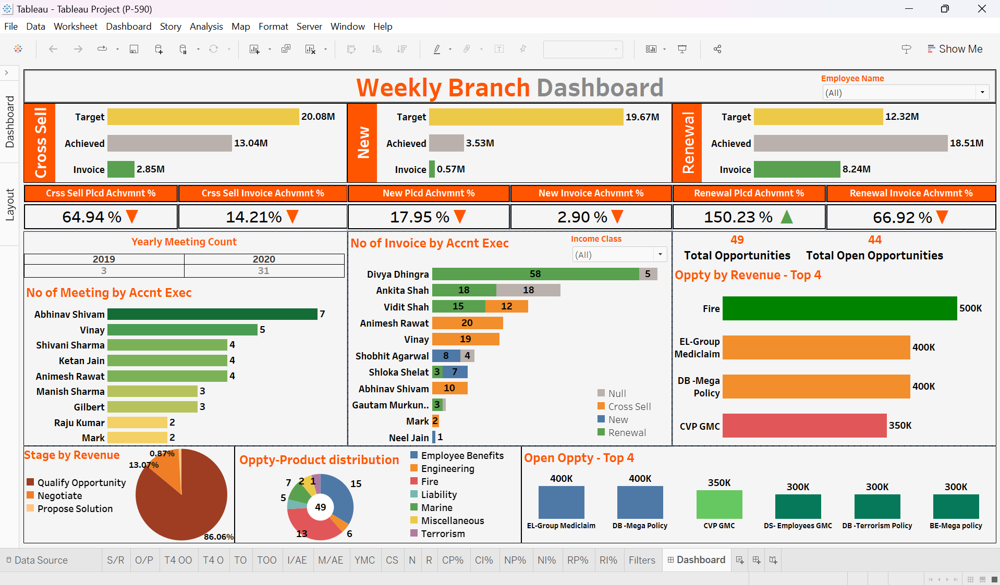 Tableau - Tableau Project (P-590)
File Data Worksheet Dashboard Story Analysis Map Format Server Window Help
Show Me
Dashboard
Layout
Weekly Branch Dashboard
Employee Name
(All)
Cross Sell
Target 20.08M
Achieved 13.04M
Invoice 2.85M
New
Target 19.67M
Achieved 3.53M
Invoice 0.57M
Renewal
Target 12.32M
Achieved 18.51M
Invoice 8.24M
Crss Sell Plcd Achvmnt %
64.94 %
Crss Sell Invoice Achvmnt %
14.21%
New Plcd Achvmnt %
17.95 %
New Invoice Achvmnt %
2.90 %
Renewal Plcd Achvmnt %
150.23 %
Renewal Invoice Achvmnt %
66.92 %
Yearly Meeting Count
2019 2020
3 31
No of Meeting by Accnt Exec
Abhinav Shivam 7
Vinay 5
Shivani Sharma 4
Ketan Jain 4
Animesh Rawat 4
Manish Sharma 3
Gilbert 3
Raju Kumar 2
Mark 2
No of Invoice by Accnt Exec
Income Class
(All)
Divya Dhingra 58 5
Ankita Shah 18 18
Vidit Shah 15 12
Animesh Rawat 20
Vinay 19
Shobhit Agarwal 8 4
Shloka Shelat 3 7
Abhinav Shivam 10
Gautam Murkun.. 3
Mark 2
Neel Jain 1
Null
Cross Sell
New
Renewal
49
Total Opportunities
44
Total Open Opportunities
Oppty by Revenue - Top 4
Fire 500K
EL-Group
Mediclaim 400K
DB -Mega
Policy 400K
CVP GMC 350K
Stage by Revenue
Qualify Opportunity
Negotiate
Propose Solution
0.87%
13.07%
86.06%
Oppty-Product distribution
7 2 1 15
5 49
13 6
Employee Benefits
Engineering
Fire
Liability
Marine
Miscellaneous
Terrorism
Open Oppty - Top 4
400K 400K 350K 300K 300K 300K
EL-Group Mediclaim DB -Mega Policy CVP GMC DS- Employees GMC DB -Terrorism Policy BE-Mega policy
Data Source S/R O/P T4 OO T4 O TO TOO I/AE M/AE YMC CS N R CP% CI% NP% NI% RP% RI% Filters Dashboard